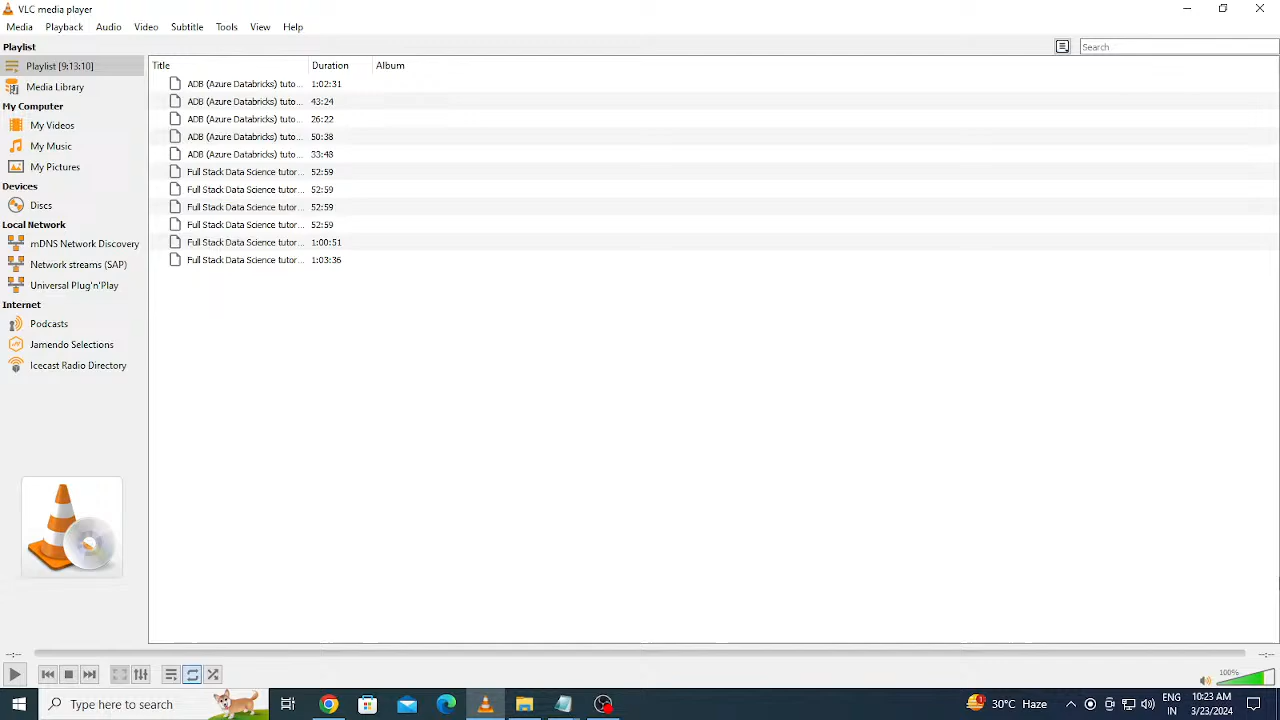 VLC media player
Media Playback Audio Video Subtitle Tools View Help
Playlist
Search
Playlist [9:13:10]
Media Library
My Computer
My Videos
My Music
My Pictures
Devices
Discs
Local Network
mDNS Network Discovery
Network streams (SAP)
Universal Plug'n'Play
Internet
Podcasts
Jamendo Selections
Icecast Radio Directory
Title Duration Album
ADB (Azure Databricks) tuto... 1:02:31
ADB (Azure Databricks) tuto... 43:24
ADB (Azure Databricks) tuto... 26:22
ADB (Azure Databricks) tuto... 50:38
ADB (Azure Databricks) tuto... 33:48
Full Stack Data Science tutor... 52:59
Full Stack Data Science tutor... 52:59
Full Stack Data Science tutor... 52:59
Full Stack Data Science tutor... 52:59
Full Stack Data Science tutor... 1:00:51
Full Stack Data Science tutor... 1:03:36
--:-- --:--
100%
Type here to search
1
30°C Haze
ENG
IN
10:23 AM
3/23/2024